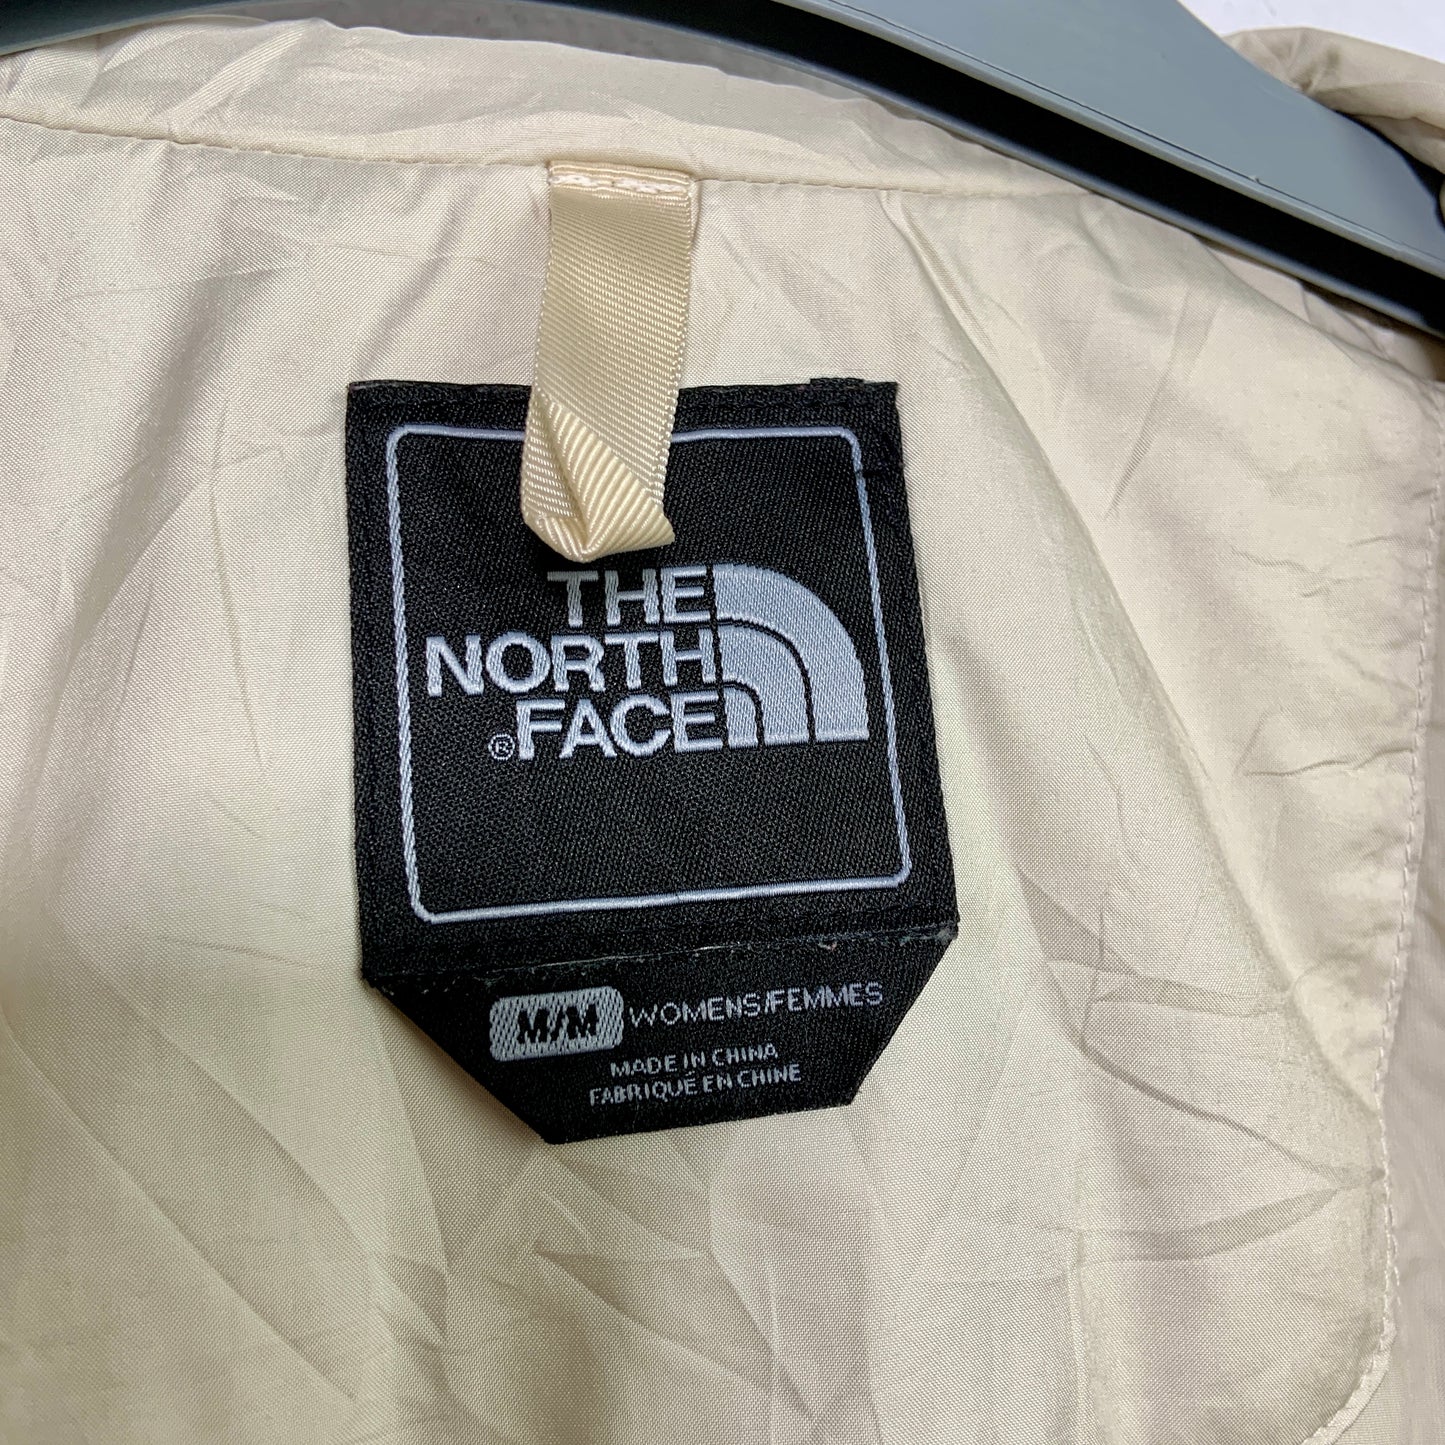 THE
NORTH
®FACE
M/M WOMENS/FEMMES
MADE IN CHINA
FABRIQUÉ EN CHINE